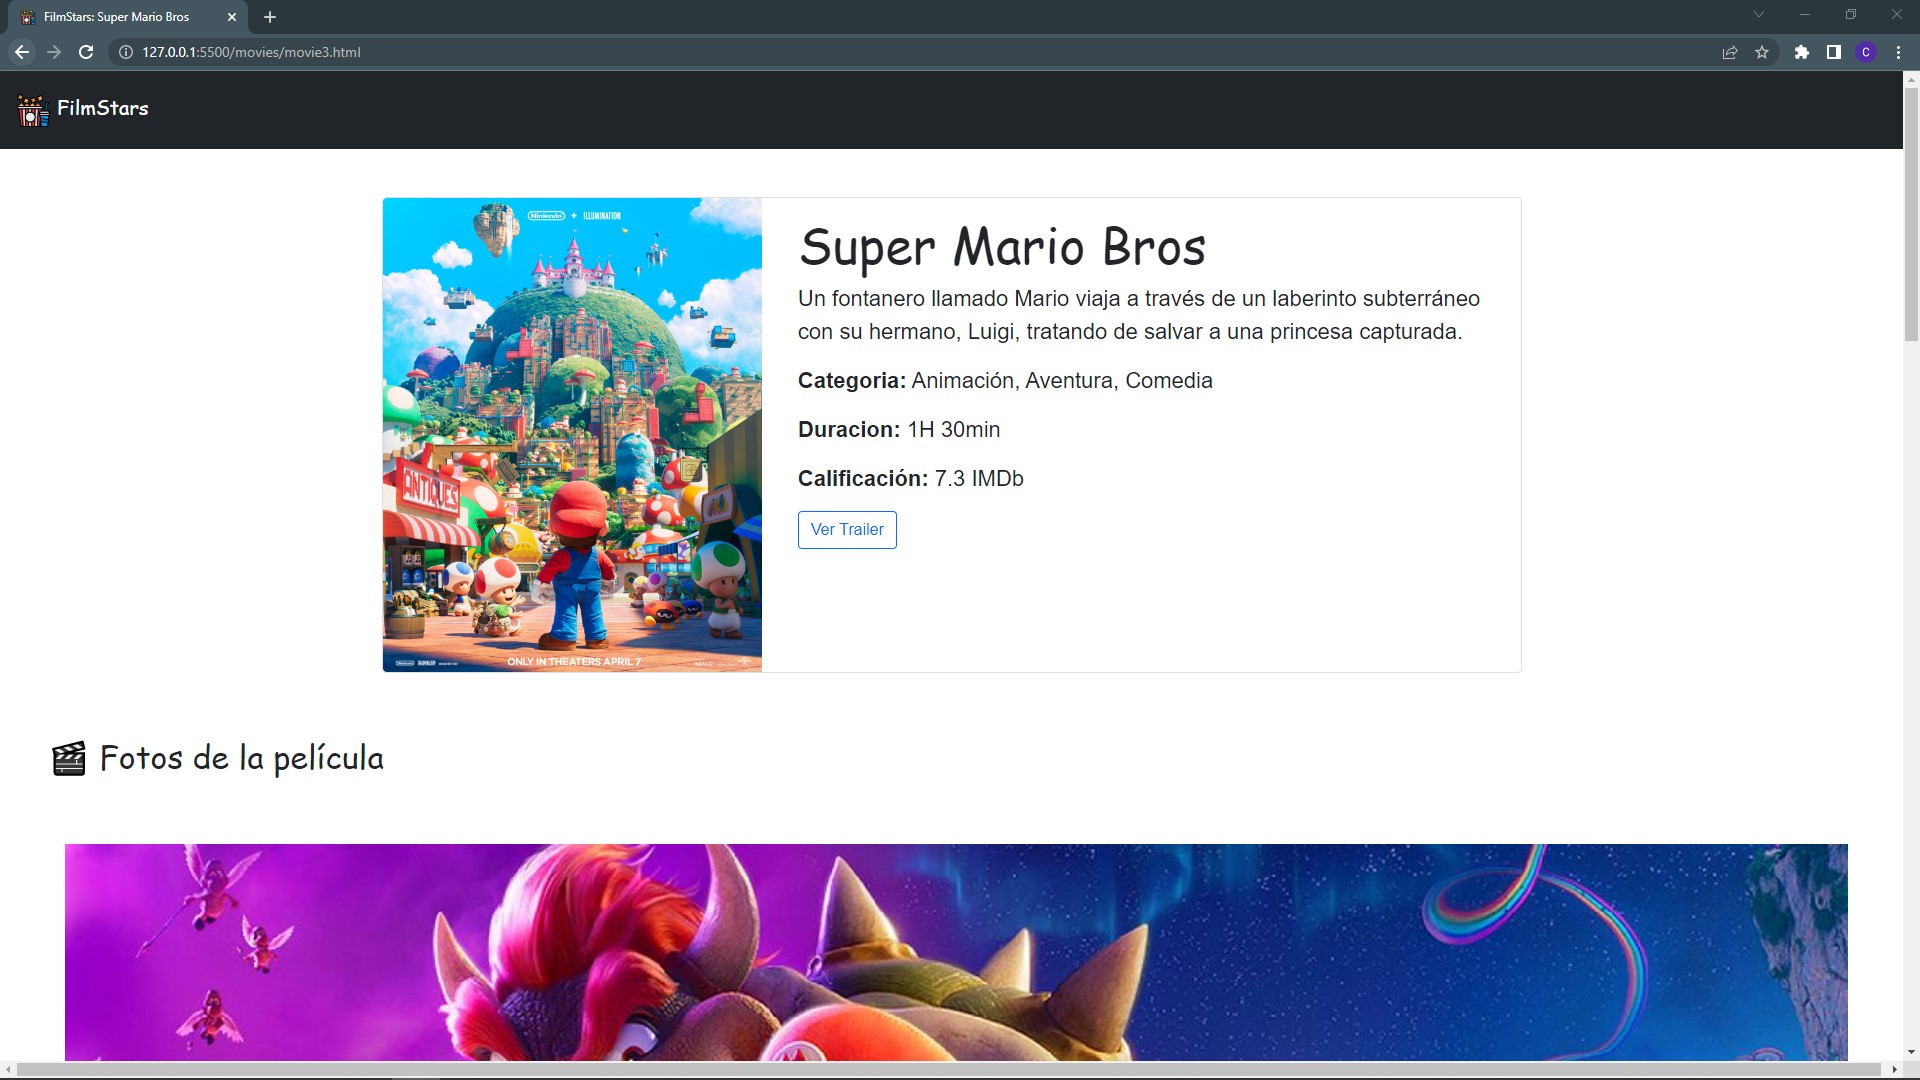 FilmStars: Super Mario Bros
127.0.0.1:5500/movies/movie3.html
C
FilmStars
Nintendo + ILLUMINATION
ANTIQUES
ONLY IN THEATERS APRIL 7
Super Mario Bros
Un fontanero llamado Mario viaja a través de un laberinto subterráneo
con su hermano, Luigi, tratando de salvar a una princesa capturada.
Categoria: Animación, Aventura, Comedia
Duracion: 1H 30min
Calificación: 7.3 IMDb
Ver Trailer
Fotos de la película